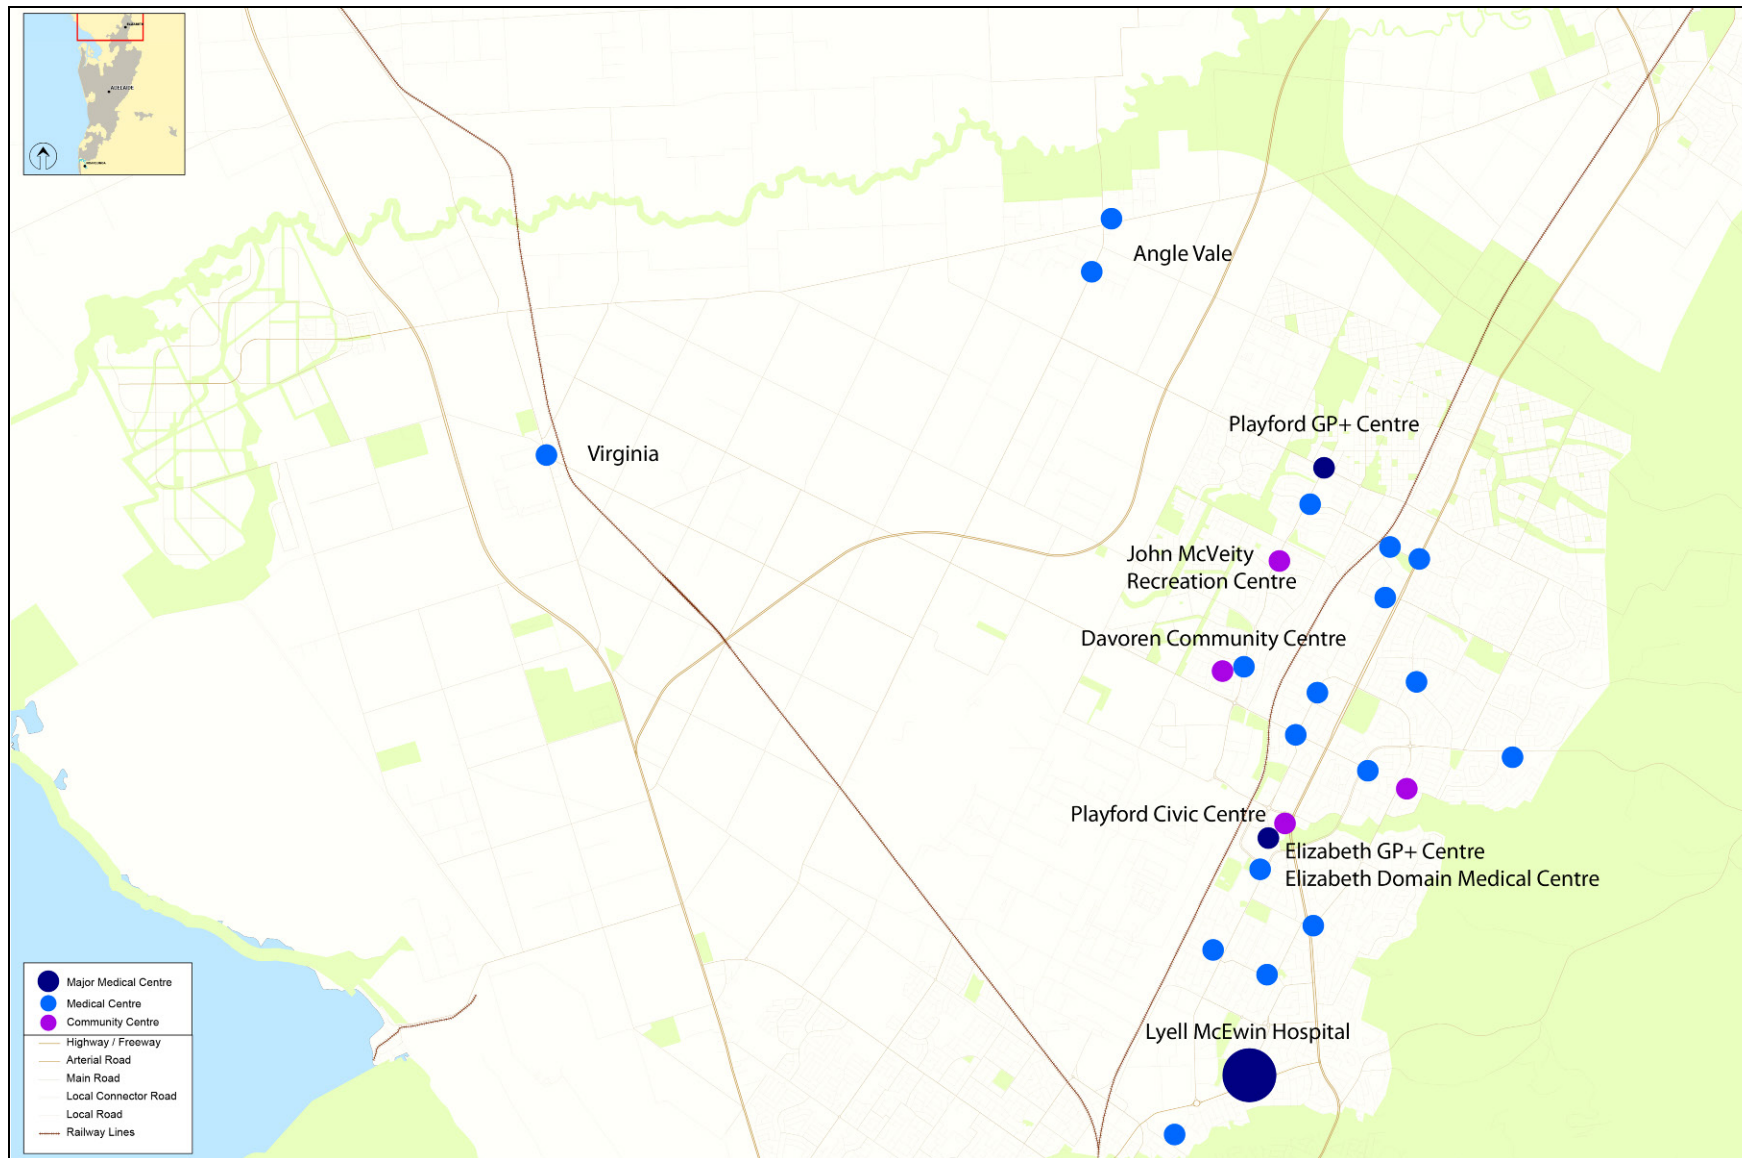 ADELAIDE
Angle Vale
Playford GP+ Centre
Virginia
John McVeity
Recreation Centre
Davoren Community Centre
Playford Civic Centre
Elizabeth GP+ Centre
Elizabeth Domain Medical Centre
Lyell McEwin Hospital
Major Medical Centre
Medical Centre
Community Centre
Highway / Freeway
Arterial Road
Main Road
Local Connector Road
Local Road
Railway Lines